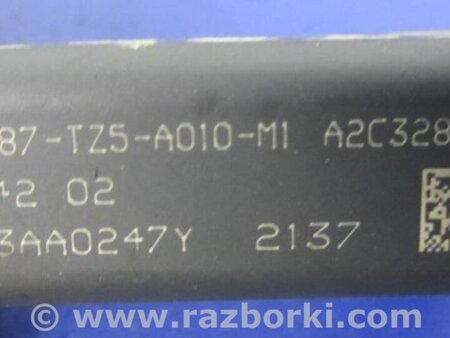 87-TZ5-A010-M1 A2C328
42 02
3AA0247Y 2137
© www.razborki.com